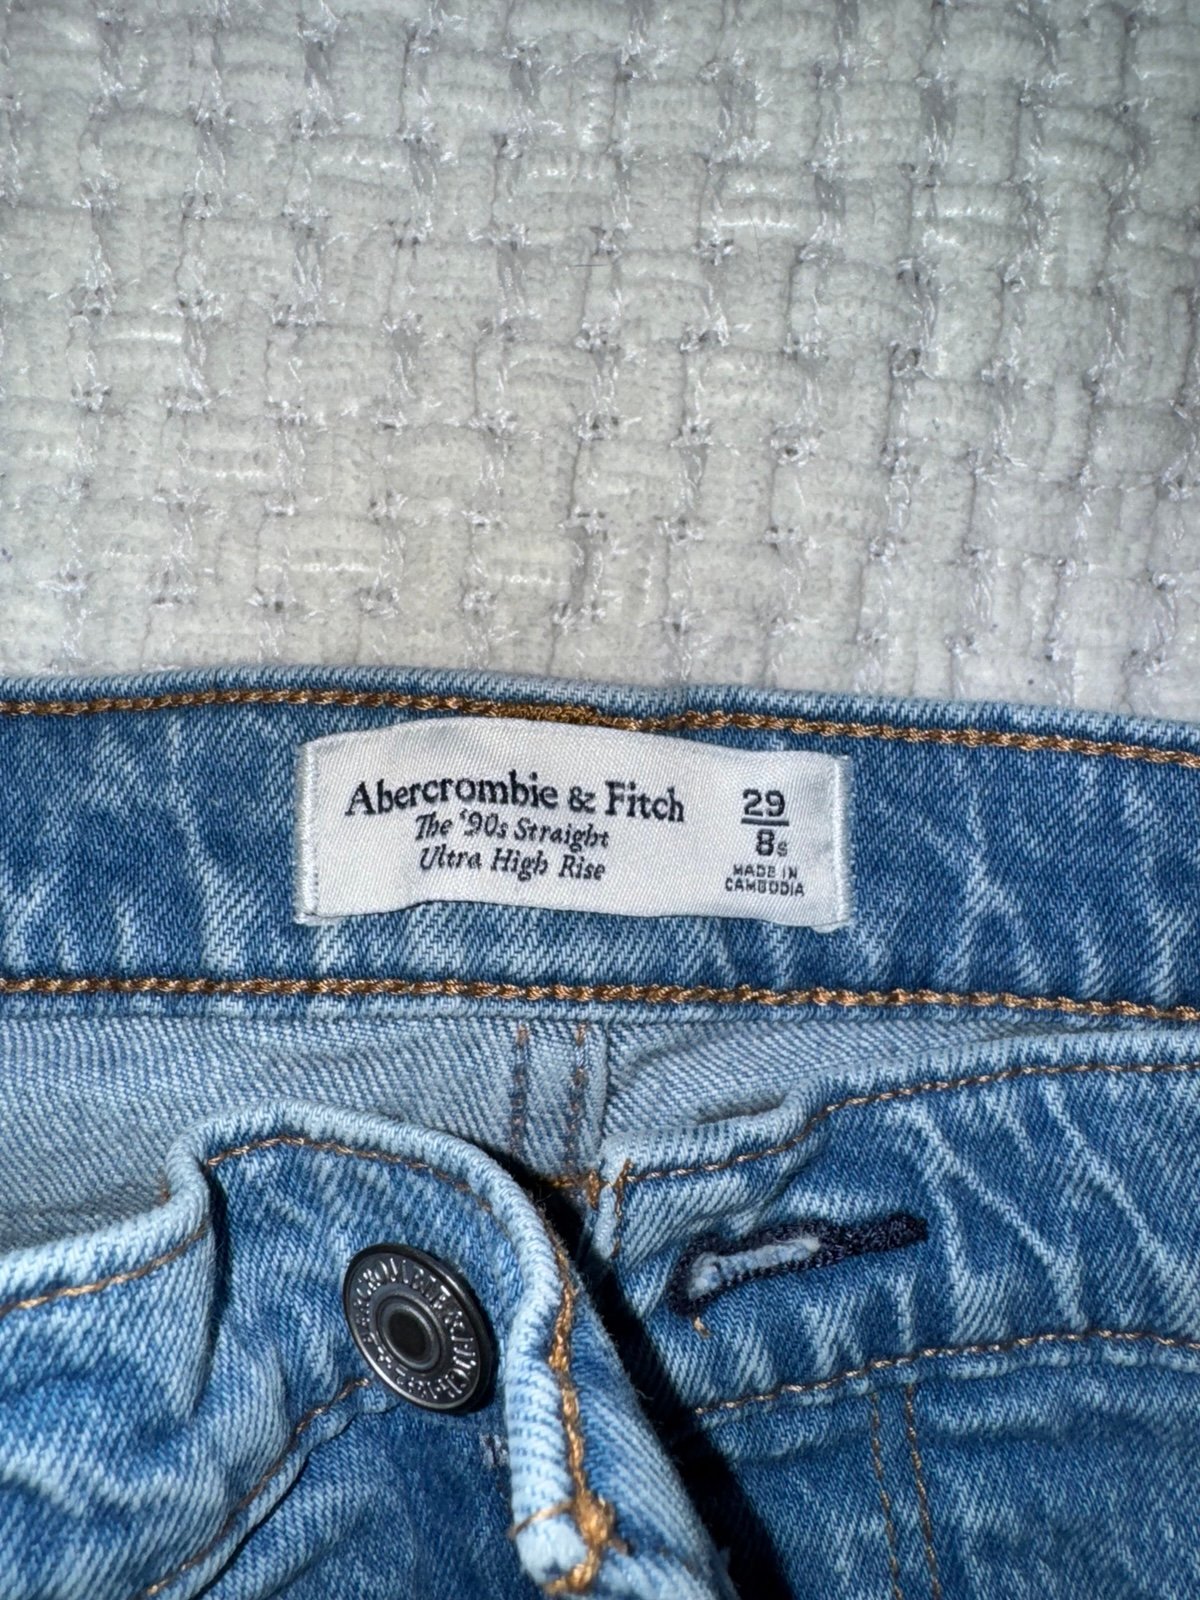 Abercrombie & Fitch
The '90s Straight
Ultra High Rise
29
8s
MADE IN
CAMBODIA